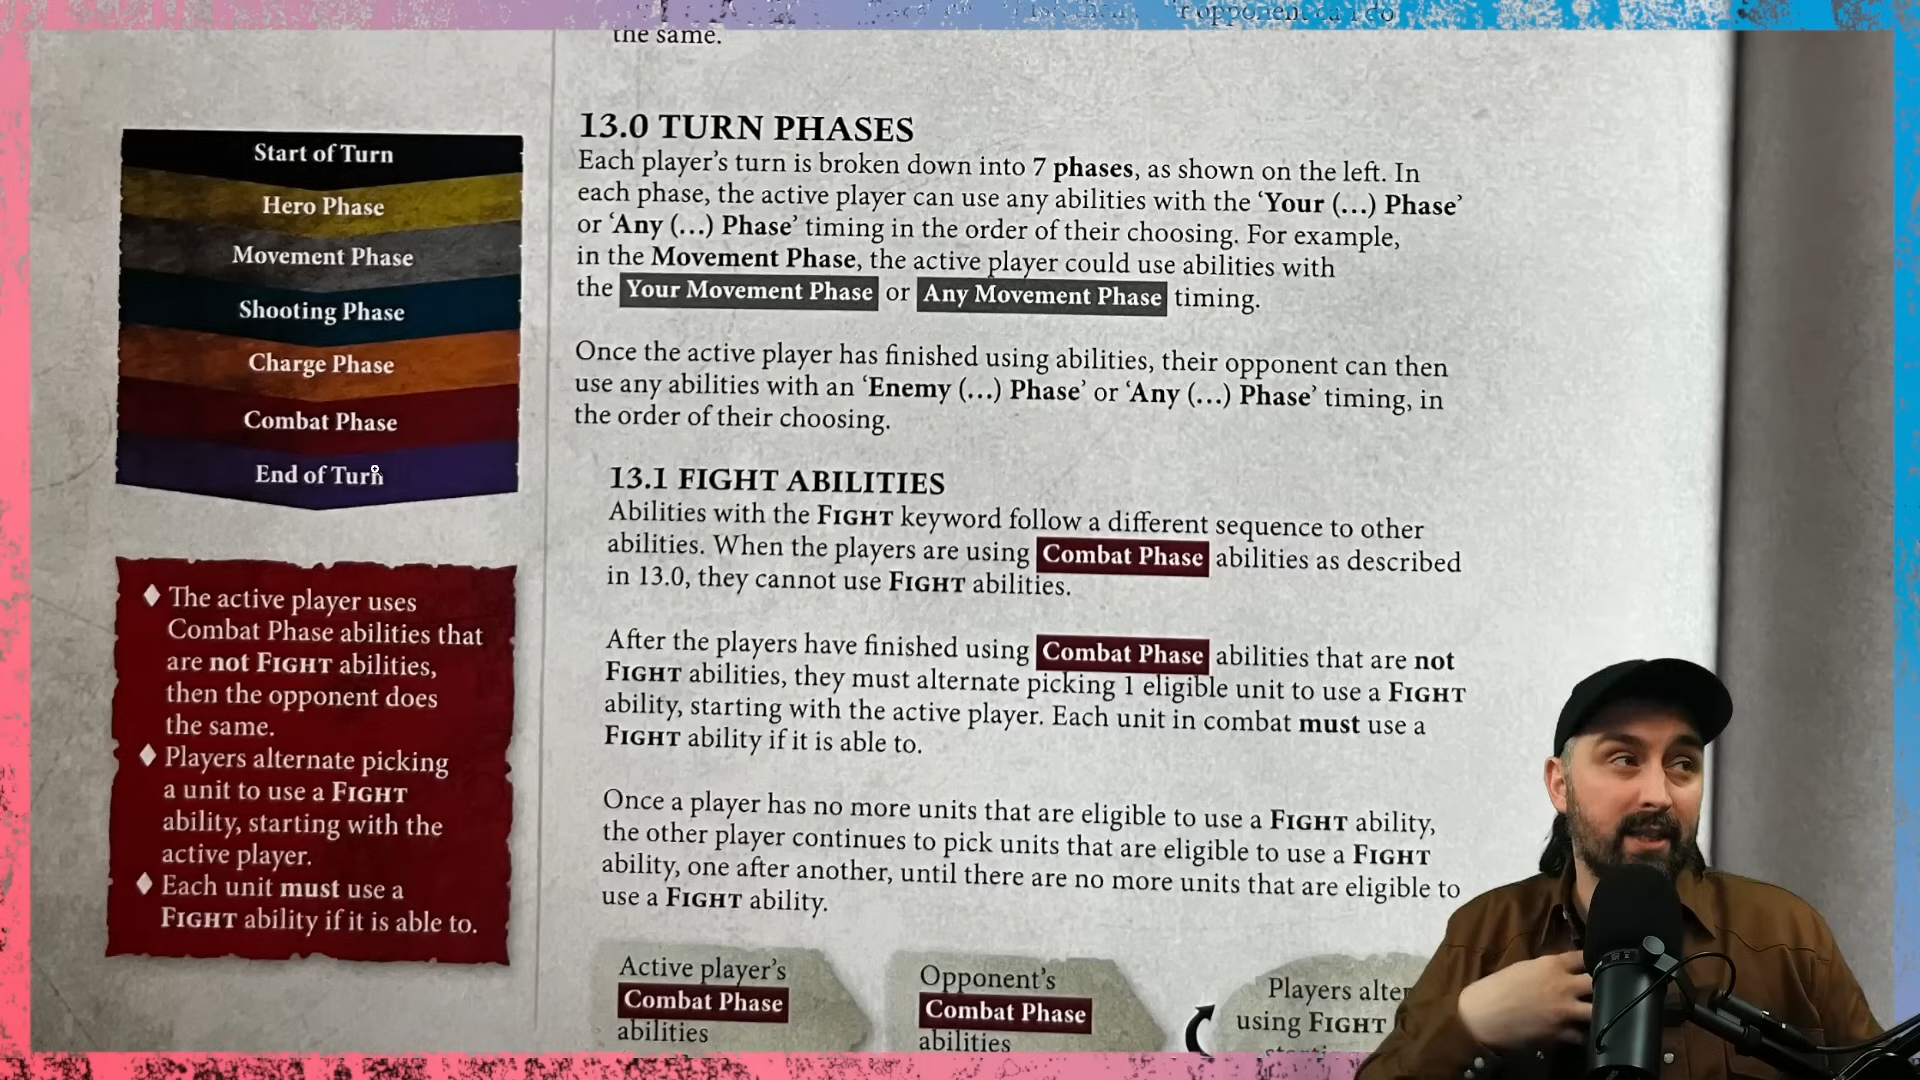 r opponent can do
the same.
Start of Turn
Hero Phase
Movement Phase
Shooting Phase
Charge Phase
Combat Phase
End of Turn
◆ The active player uses
Combat Phase abilities that
are not FIGHT abilities,
then the opponent does
the same.
◆ Players alternate picking
a unit to use a FIGHT
ability, starting with the
active player.
◆ Each unit must use a
FIGHT ability if it is able to.
13.0 TURN PHASES
Each player's turn is broken down into 7 phases, as shown on the left. In
each phase, the active player can use any abilities with the ‘Your (…) Phase’
or ‘Any (…) Phase’ timing in the order of their choosing. For example,
in the Movement Phase, the active player could use abilities with
the Your Movement Phase or Any Movement Phase timing.
Once the active player has finished using abilities, their opponent can then
use any abilities with an ‘Enemy (…) Phase’ or ‘Any (…) Phase’ timing, in
the order of their choosing.
13.1 FIGHT ABILITIES
Abilities with the FIGHT keyword follow a different sequence to other
abilities. When the players are using Combat Phase abilities as described
in 13.0, they cannot use FIGHT abilities.
After the players have finished using Combat Phase abilities that are not
FIGHT abilities, they must alternate picking 1 eligible unit to use a FIGHT
ability, starting with the active player. Each unit in combat must use a
FIGHT ability if it is able to.
Once a player has no more units that are eligible to use a FIGHT ability,
the other player continues to pick units that are eligible to use a FIGHT
ability, one after another, until there are no more units that are eligible to
use a FIGHT ability.
Active player's
Combat Phase
abilities
Opponent's
Combat Phase
abilities
Players alter
using FIGHT